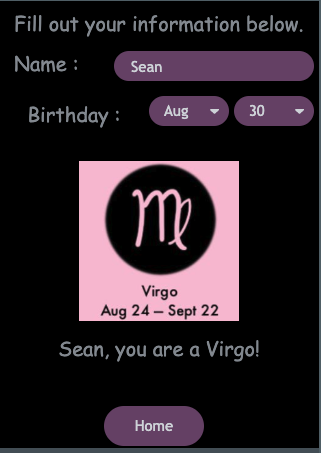 Fill out your information below.
Name : Sean
Birthday : Aug 30
Virgo
Aug 24 – Sept 22
Sean, you are a Virgo!
Home